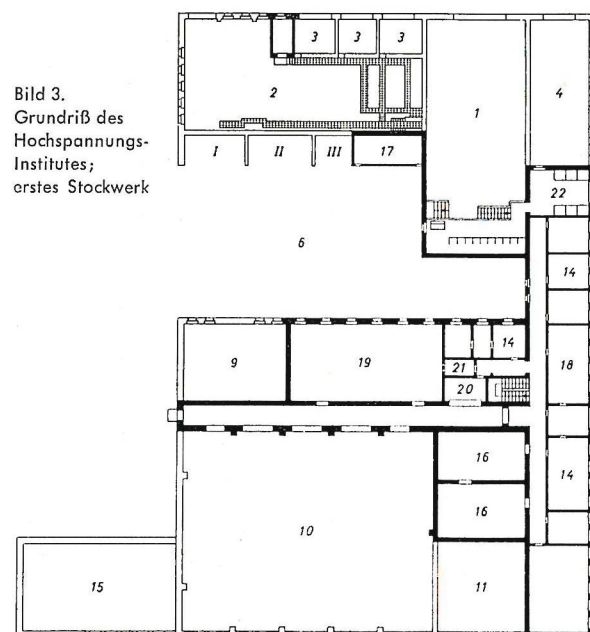 Bild 3.
Grundriß des
Hochspannungs-
Institutes;
erstes Stockwerk
3 3 3
2
1
4
I II III 17
22
6
14
9
19
14
21
20
18
16
14
16
10
11
15